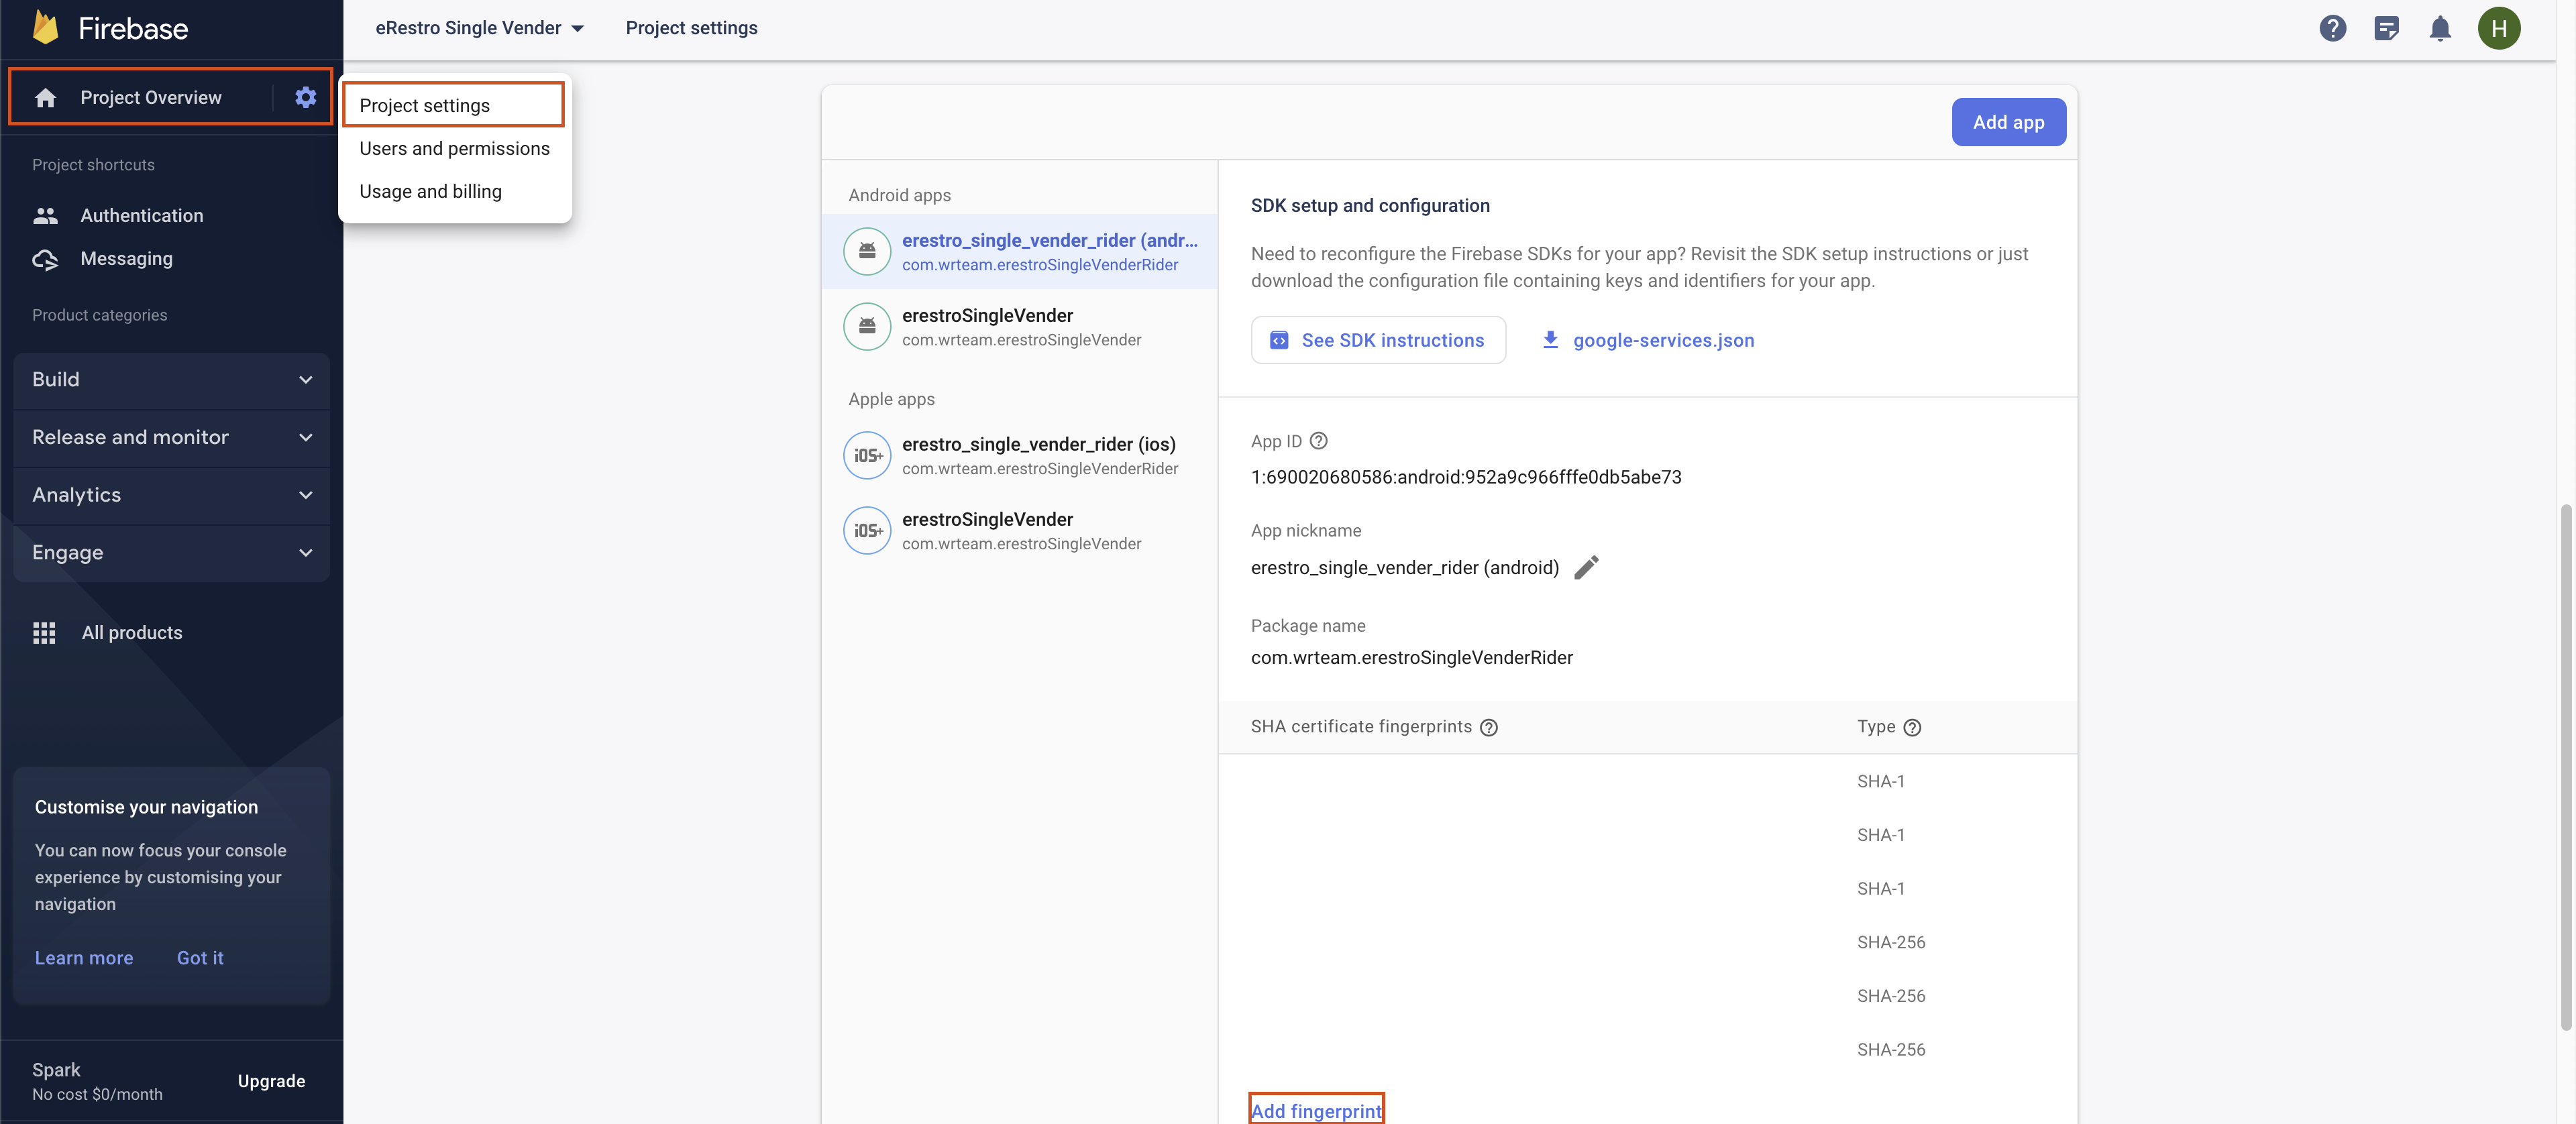 Firebase
Project Overview
Project shortcuts
Authentication
Messaging
Product categories
Build
Release and monitor
Analytics
Engage
All products
Customise your navigation
You can now focus your console
experience by customising your
navigation
Learn more Got it
Spark
No cost $0/month
Upgrade
eRestro Single Vender
Project settings
H
Project settings
Users and permissions
Usage and billing
Add app
Android apps
erestro_single_vender_rider (andr...
com.wrteam.erestroSingleVenderRider
erestroSingleVender
com.wrteam.erestroSingleVender
Apple apps
iOS+
erestro_single_vender_rider (ios)
com.wrteam.erestroSingleVenderRider
iOS+
erestroSingleVender
com.wrteam.erestroSingleVender
SDK setup and configuration
Need to reconfigure the Firebase SDKs for your app? Revisit the SDK setup instructions or just
download the configuration file containing keys and identifiers for your app.
See SDK instructions
google-services.json
App ID
1:690020680586:android:952a9c966fffe0db5abe73
App nickname
erestro_single_vender_rider (android)
Package name
com.wrteam.erestroSingleVenderRider
SHA certificate fingerprints Type
SHA-1
SHA-1
SHA-1
SHA-256
SHA-256
SHA-256
Add fingerprint